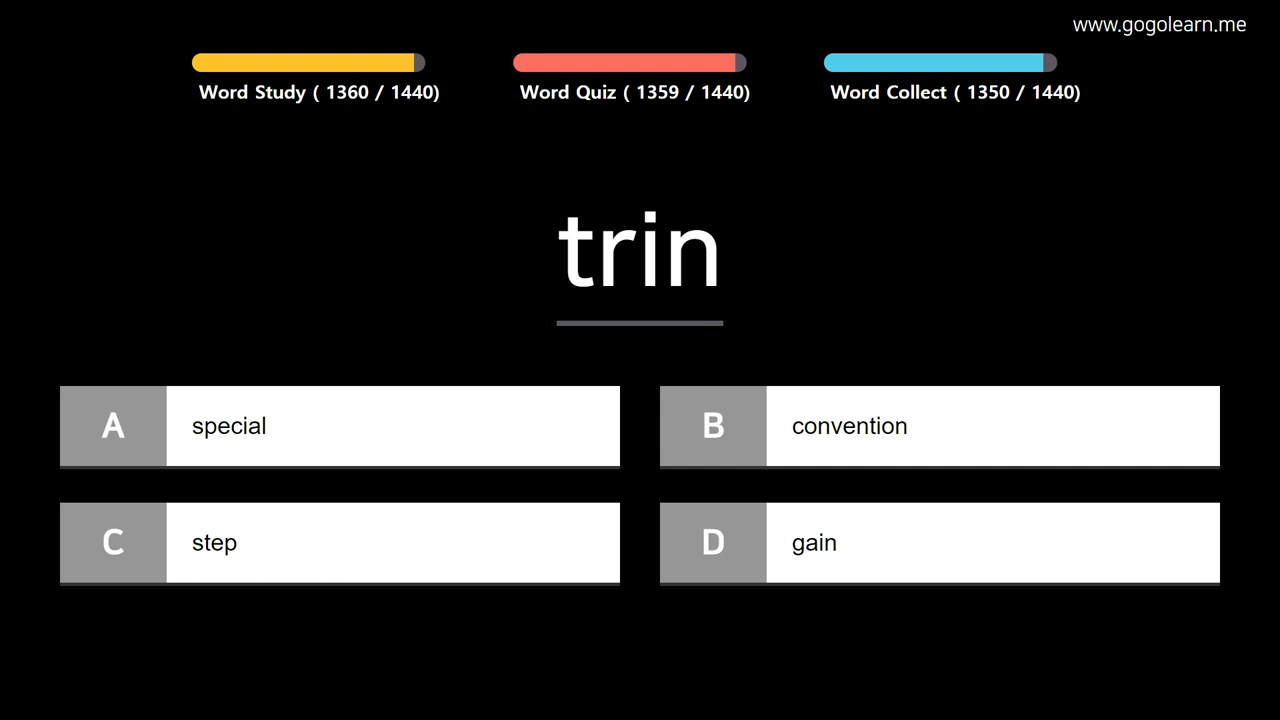 www.gogolearn.me
Word Study ( 1360 / 1440)
Word Quiz ( 1359 / 1440)
Word Collect ( 1350 / 1440)
trin
A special
B convention
C step
D gain